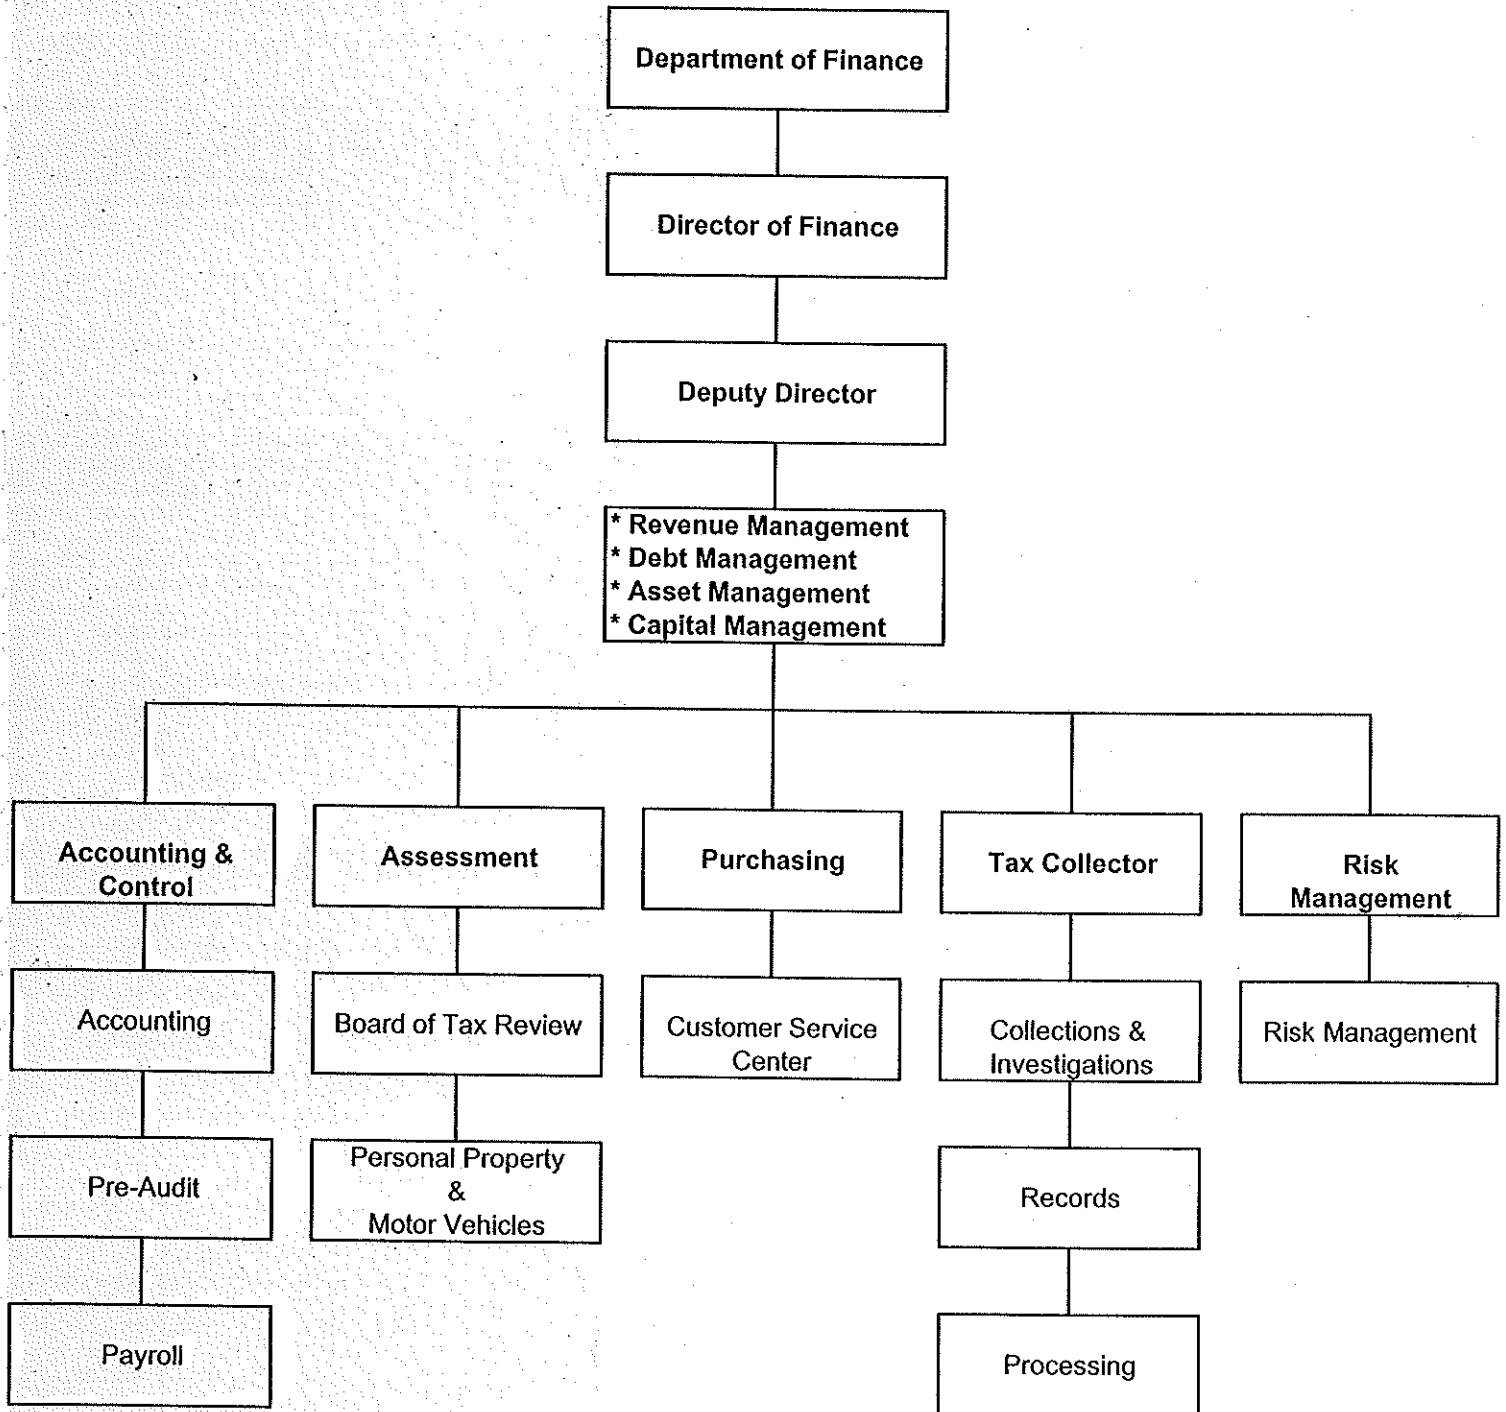 Department of Finance
Director of Finance
Deputy Director
* Revenue Management
* Debt Management
* Asset Management
* Capital Management
Accounting &
Control
Assessment
Purchasing
Tax Collector
Risk
Management
Accounting
Board of Tax Review
Customer Service
Center
Collections &
Investigations
Risk Management
Pre-Audit
Personal Property
&
Motor Vehicles
Records
Payroll
Processing